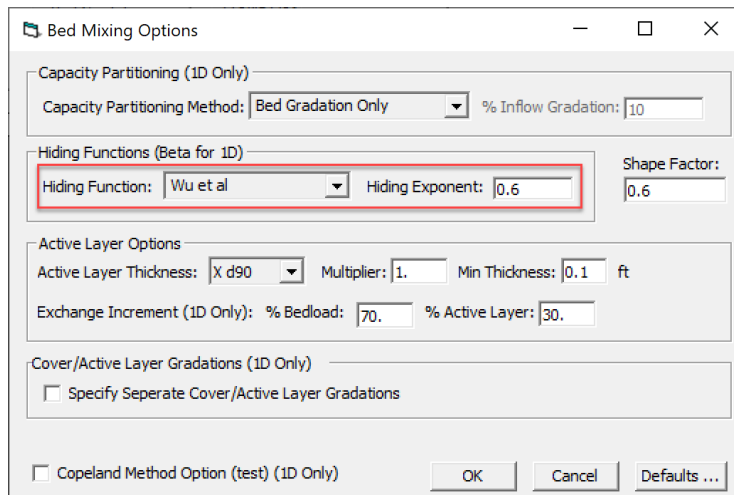 Bed Mixing Options
Capacity Partitioning (1D Only)
Capacity Partitioning Method: Bed Gradation Only % Inflow Gradation: 10
Hiding Functions (Beta for 1D)
Hiding Function: Wu et al Hiding Exponent: 0.6
Shape Factor:
0.6
Active Layer Options
Active Layer Thickness: X d90 Multiplier: 1. Min Thickness: 0.1 ft
Exchange Increment (1D Only): % Bedload: 70. % Active Layer: 30.
Cover/Active Layer Gradations (1D Only)
Specify Seperate Cover/Active Layer Gradations
Copeland Method Option (test) (1D Only) OK Cancel Defaults ...